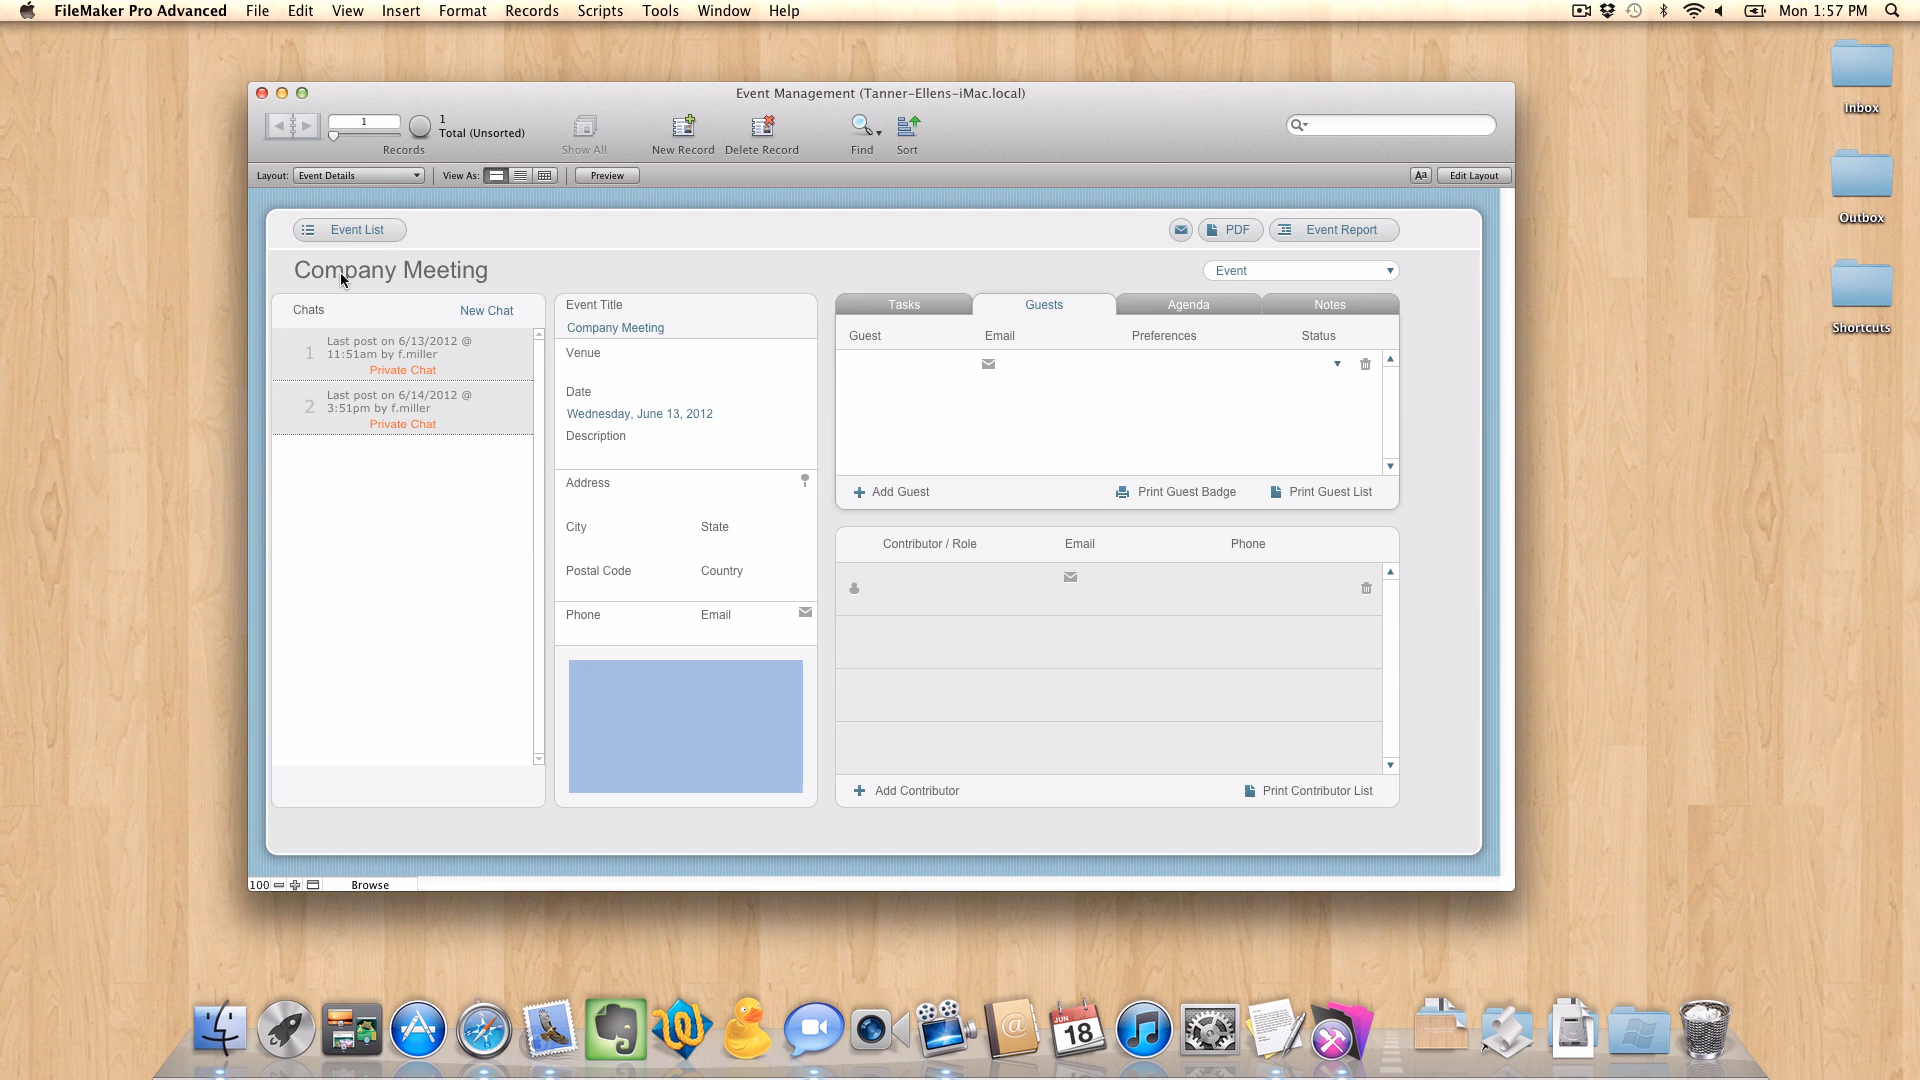 FileMaker Pro Advanced File Edit View Insert Format Records Scripts Tools Window Help Mon 1:57 PM
Inbox
Outbox
Shortcuts
Event Management (Tanner-Ellens-iMac.local)
1 1
Total (Unsorted)
Records Show All New Record Delete Record Find Sort
Layout: Event Details View As: Preview Aa Edit Layout
Event List PDF Event Report
Company Meeting Event
Chats New Chat
1 Last post on 6/13/2012 @
11:51am by f.miller
Private Chat
2 Last post on 6/14/2012 @
3:51pm by f.miller
Private Chat
Event Title
Company Meeting
Venue
Date
Wednesday, June 13, 2012
Description
Address
City State
Postal Code Country
Phone Email
Tasks Guests Agenda Notes
Guest Email Preferences Status
Add Guest Print Guest Badge Print Guest List
Contributor / Role Email Phone
Add Contributor Print Contributor List
100 Browse
JUN
18